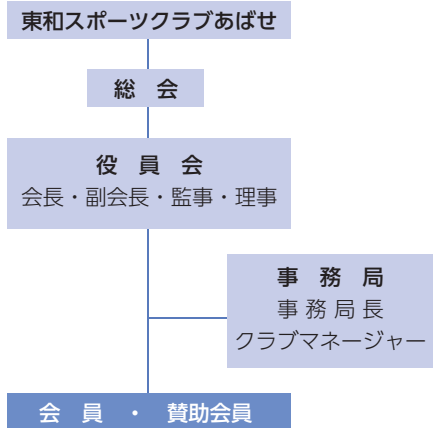 東和スポーツクラブあばせ
総　会
役　員　会
会長・副会長・監事・理事
事　務　局
事 務 局 長
クラブマネージャー
会　員　・　賛助会員